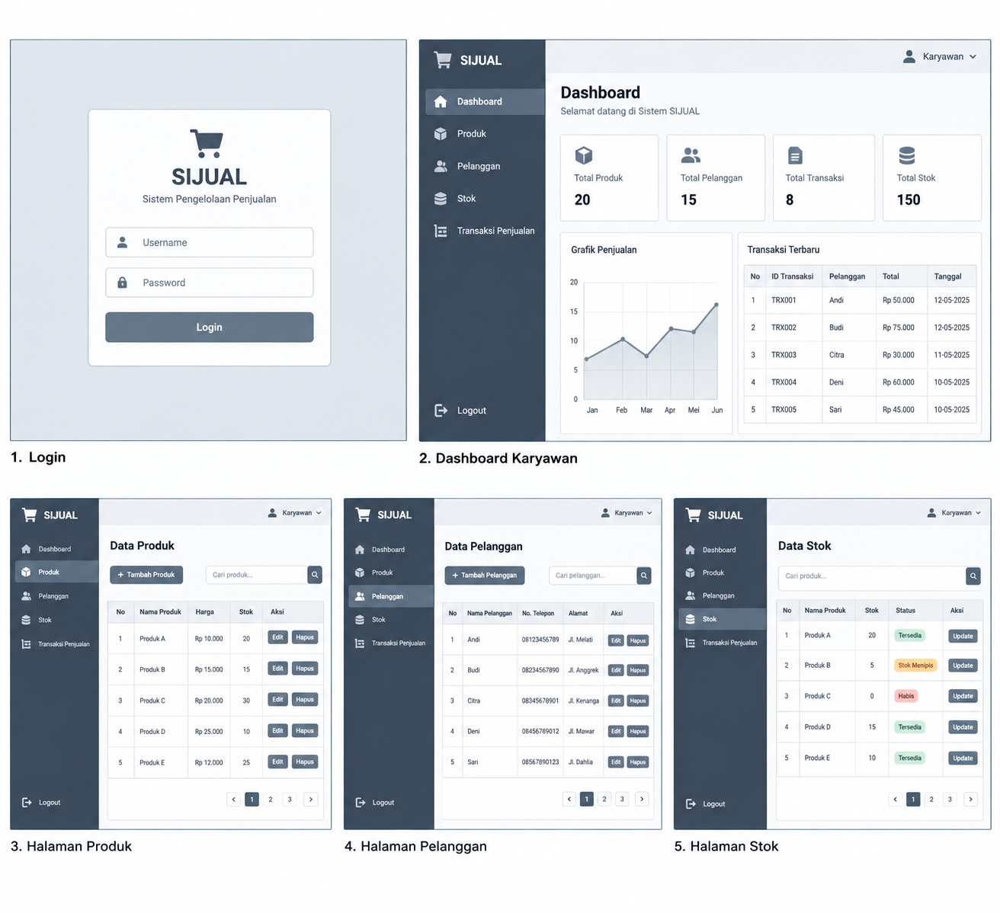 SIJUAL
Sistem Pengelolaan Penjualan
Username
Password
Login
1. Login
SIJUAL
Karyawan
Dashboard
Produk
Pelanggan
Stok
Transaksi Penjualan
Logout
Dashboard
Selamat datang di Sistem SIJUAL
Total Produk
20
Total Pelanggan
15
Total Transaksi
8
Total Stok
150
Grafik Penjualan
20
15
10
5
0
Jan Feb Mar Apr Mei Jun
Transaksi Terbaru
No ID Transaksi Pelanggan Total Tanggal
1 TRX001 Andi Rp 50.000 12-05-2025
2 TRX002 Budi Rp 75.000 12-05-2025
3 TRX003 Citra Rp 30.000 11-05-2025
4 TRX004 Deni Rp 60.000 10-05-2025
5 TRX005 Sari Rp 45.000 10-05-2025
2. Dashboard Karyawan
SIJUAL
Karyawan
Dashboard
Produk
Pelanggan
Stok
Transaksi Penjualan
Logout
Data Produk
+ Tambah Produk
Cari produk...
No Nama Produk Harga Stok Aksi
1 Produk A Rp 10.000 20 Edit Hapus
2 Produk B Rp 15.000 15 Edit Hapus
3 Produk C Rp 20.000 30 Edit Hapus
4 Produk D Rp 25.000 10 Edit Hapus
5 Produk E Rp 12.000 25 Edit Hapus
< 1 2 3 >
3. Halaman Produk
SIJUAL
Karyawan
Dashboard
Produk
Pelanggan
Stok
Transaksi Penjualan
Logout
Data Pelanggan
+ Tambah Pelanggan
Cari pelanggan...
No Nama Pelanggan No. Telepon Alamat Aksi
1 Andi 08123456789 Jl. Melati Edit Hapus
2 Budi 08234567890 Jl. Anggrek Edit Hapus
3 Citra 08345678901 Jl. Kenanga Edit Hapus
4 Deni 08456789012 Jl. Mawar Edit Hapus
5 Sari 08567890123 Jl. Dahlia Edit Hapus
< 1 2 3 >
4. Halaman Pelanggan
SIJUAL
Karyawan
Dashboard
Produk
Pelanggan
Stok
Transaksi Penjualan
Logout
Data Stok
Cari produk...
No Nama Produk Stok Status Aksi
1 Produk A 20 Tersedia Update
2 Produk B 5 Stok Menipis Update
3 Produk C 0 Habis Update
4 Produk D 15 Tersedia Update
5 Produk E 10 Tersedia Update
< 1 2 3 >
5. Halaman Stok